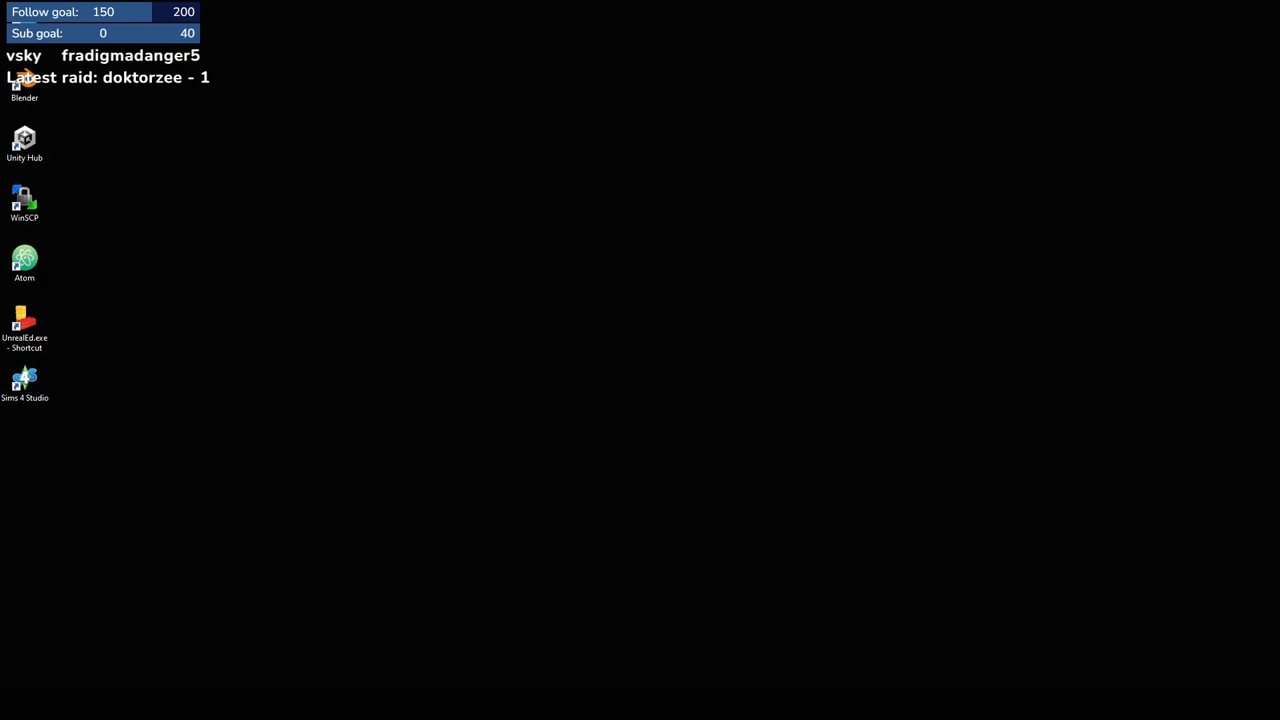 Follow goal: 150 200
Sub goal: 0 40
vsky fradigmadanger5
Latest raid: doktorzee - 1
Blender
Unity Hub
WinSCP
Atom
UnrealEd.exe
- Shortcut
4S
Sims 4 Studio